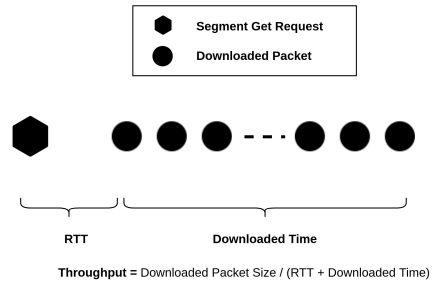 Segment Get Request
Downloaded Packet
RTT
Downloaded Time
Throughput = Downloaded Packet Size / (RTT + Downloaded Time)